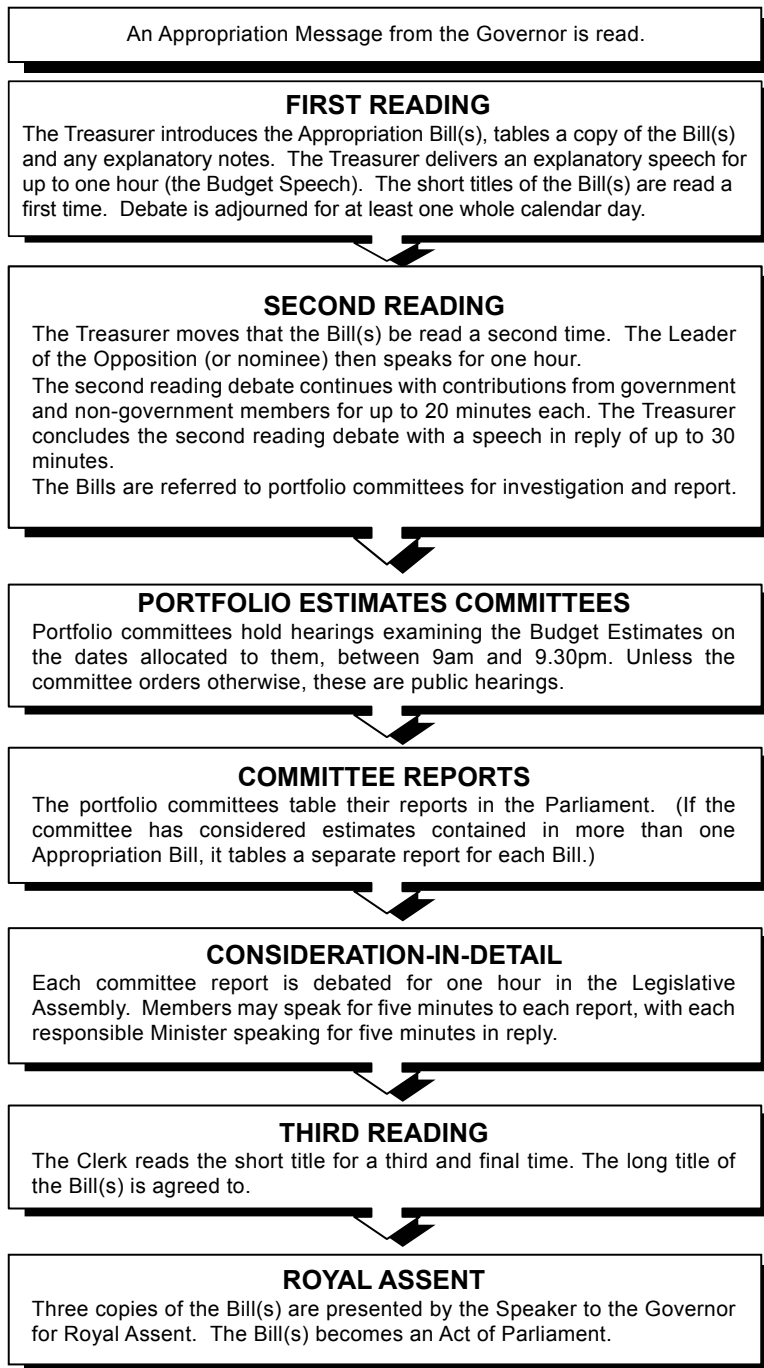 An Appropriation Message from the Governor is read.
FIRST READING
The Treasurer introduces the Appropriation Bill(s), tables a copy of the Bill(s)
and any explanatory notes.  The Treasurer delivers an explanatory speech for
up to one hour (the Budget Speech).  The short titles of the Bill(s) are read a
first time.  Debate is adjourned for at least one whole calendar day.
SECOND READING
The Treasurer moves that the Bill(s) be read a second time.  The Leader
of the Opposition (or nominee) then speaks for one hour.
The second reading debate continues with contributions from government
and non-government members for up to 20 minutes each. The Treasurer
concludes the second reading debate with a speech in reply of up to 30
minutes.
The Bills are referred to portfolio committees for investigation and report.
PORTFOLIO ESTIMATES COMMITTEES
Portfolio committees hold hearings examining the Budget Estimates on
the dates allocated to them, between 9am and 9.30pm. Unless the
committee orders otherwise, these are public hearings.
COMMITTEE REPORTS
The portfolio committees table their reports in the Parliament.  (If the
committee has considered estimates contained in more than one
Appropriation Bill, it tables a separate report for each Bill.)
CONSIDERATION-IN-DETAIL
Each committee report is debated for one hour in the Legislative
Assembly.  Members may speak for five minutes to each report, with each
responsible Minister speaking for five minutes in reply.
THIRD READING
The Clerk reads the short title for a third and final time. The long title of
the Bill(s) is agreed to.
ROYAL ASSENT
Three copies of the Bill(s) are presented by the Speaker to the Governor
for Royal Assent.  The Bill(s) becomes an Act of Parliament.